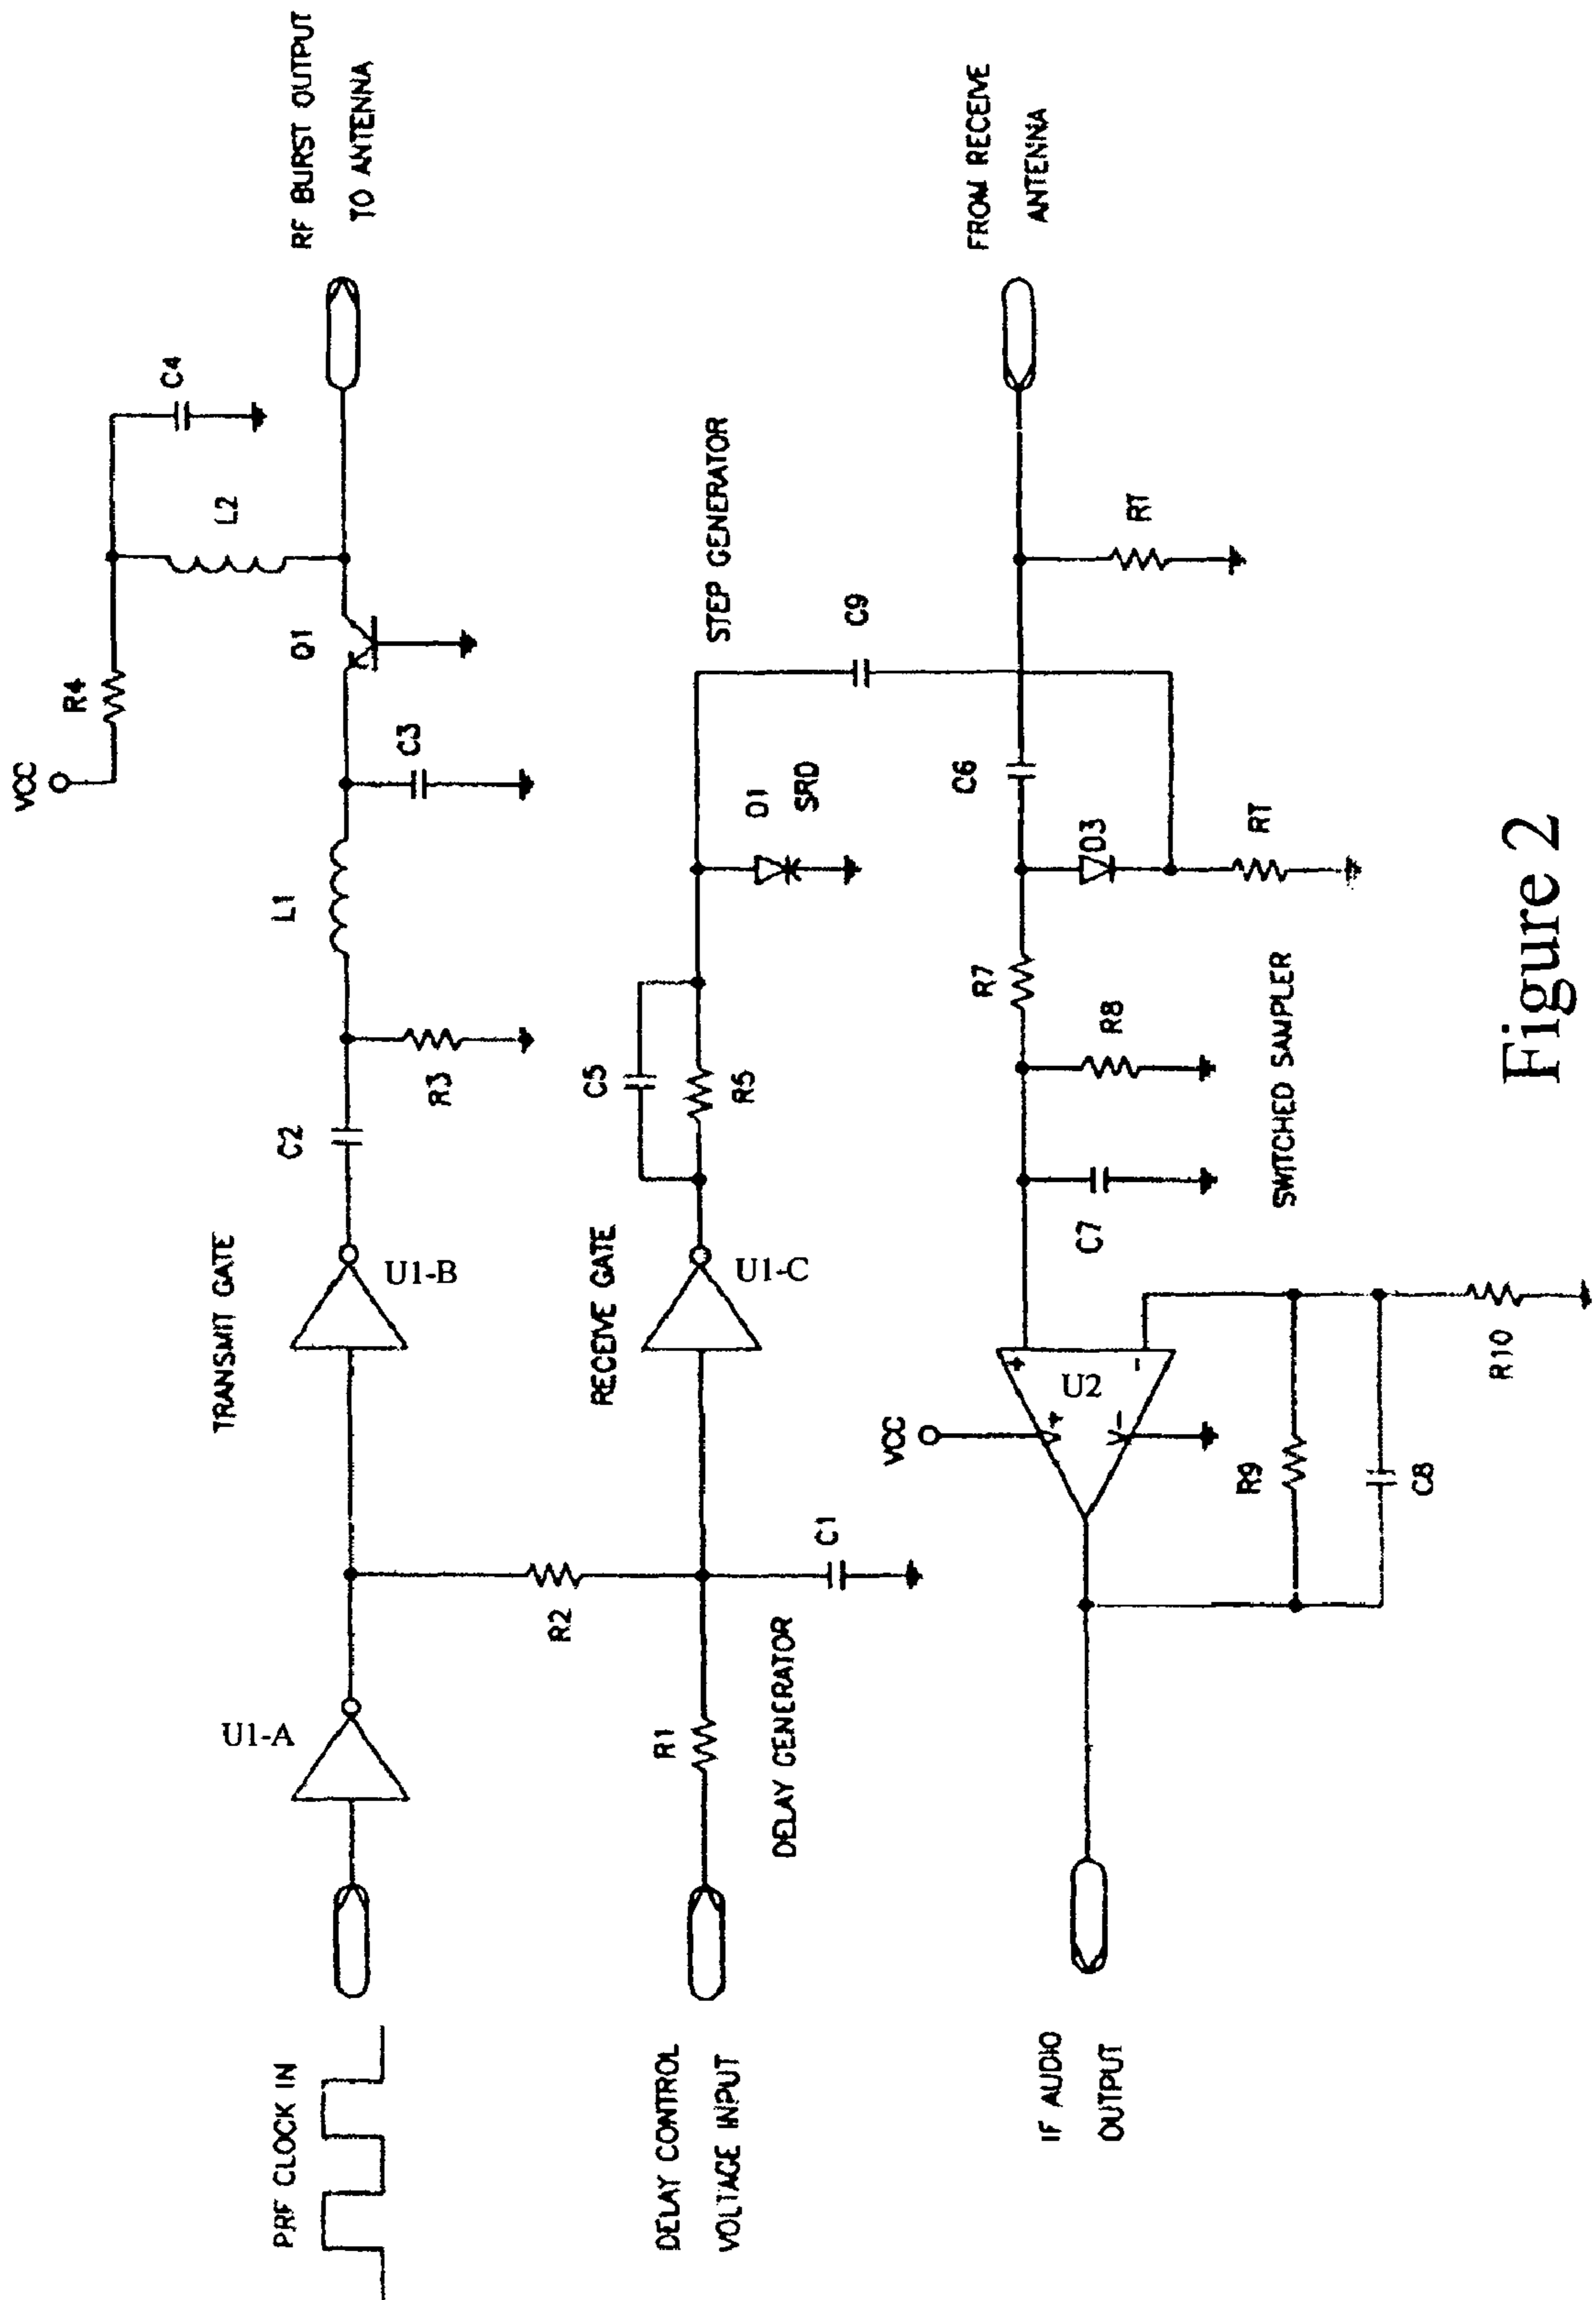 VCC
R4
C4
L2
Q1
RF BURST OUTPUT
TO ANTENNA
TRANSMIT GATE
C2
L1
C3
R3
U1-A
U1-B
PRF CLOCK IN
R2
RECEIVE GATE
C5
R5
U1-C
STEP GENERATOR
D1
SRD
C9
DELAY CONTROL
VOLTAGE INPUT
R1
DELAY GENERATOR
C1
VCC
V+
V-
+
-
U2
R7
C6
FROM RECEIVE
ANTENNA
D3
R8
C7
RT
RT
SWITCHED SAMPLER
IF AUDIO
OUTPUT
R9
C8
R10
Figure 2